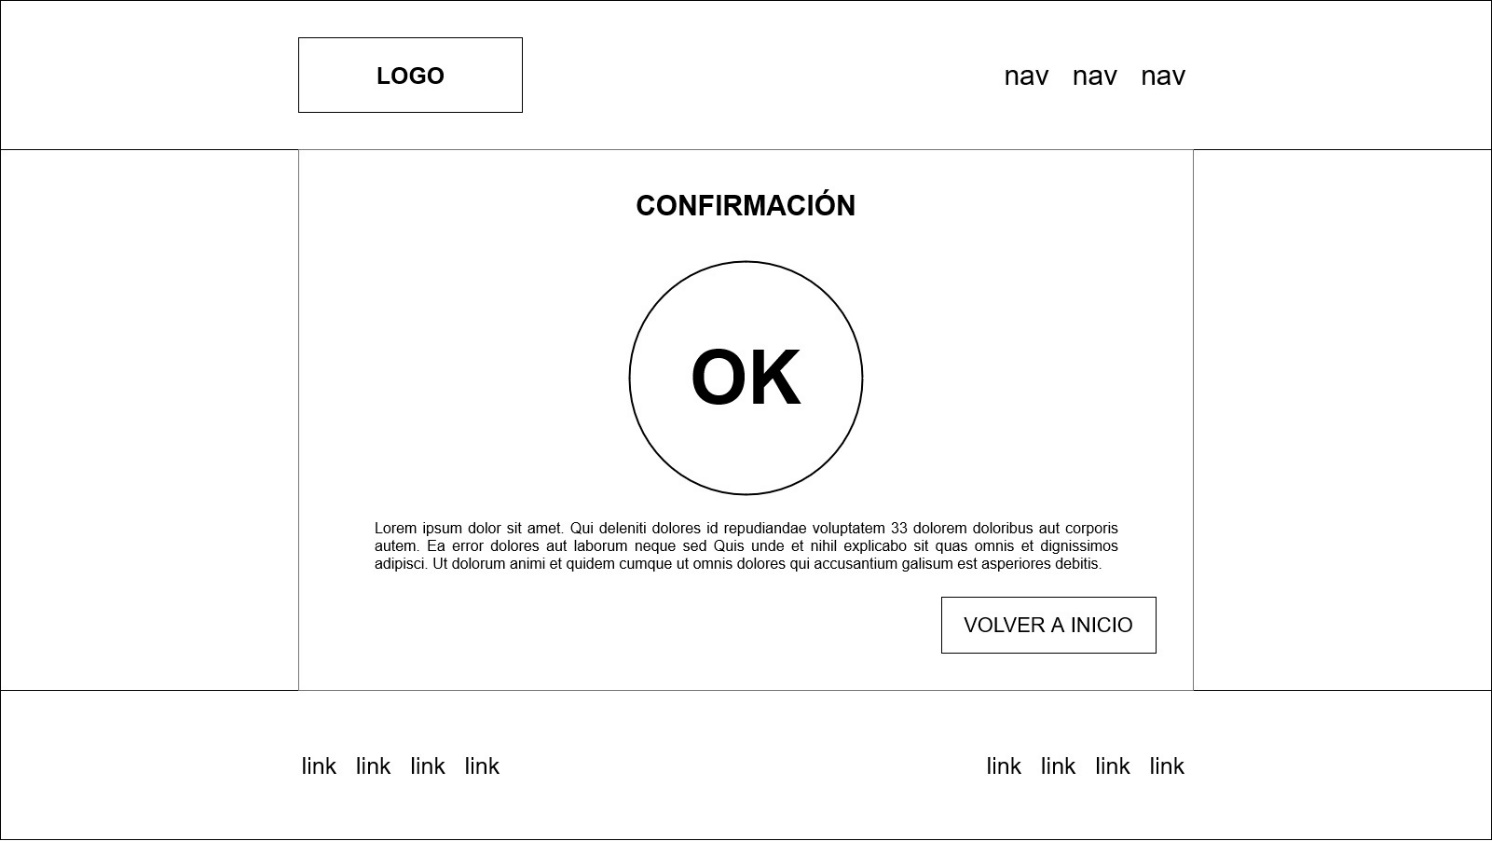 LOGO
nav nav nav
CONFIRMACIÓN
OK
Lorem ipsum dolor sit amet. Qui deleniti dolores id repudiandae voluptatem 33 dolorem doloribus aut corporis
autem. Ea error dolores aut laborum neque sed Quis unde et nihil explicabo sit quas omnis et dignissimos
adipisci. Ut dolorum animi et quidem cumque ut omnis dolores qui accusantium galisum est asperiores debitis.
VOLVER A INICIO
link link link link
link link link link